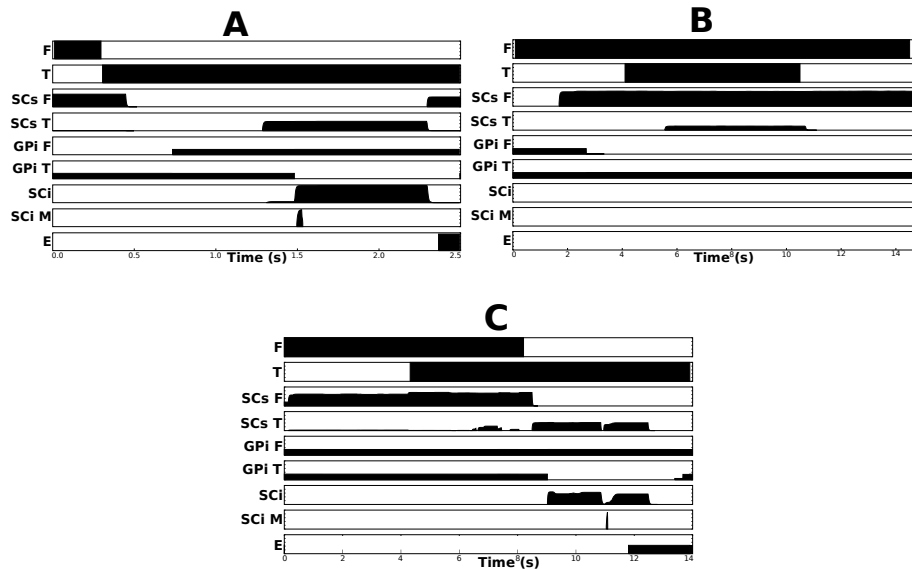 A
F
T
SCs F
SCs T
GPi F
GPi T
SCi
SCi M
E
0.0 0.5 1.0 1.5 2.0 2.5
Time (s)
B
F
T
SCs F
SCs T
GPi F
GPi T
SCi
SCi M
E
0 2 4 6 8 10 12 14
Time (s)
C
F
T
SCs F
SCs T
GPi F
GPi T
SCi
SCi M
E
0 2 4 6 8 10 12 14
Time (s)